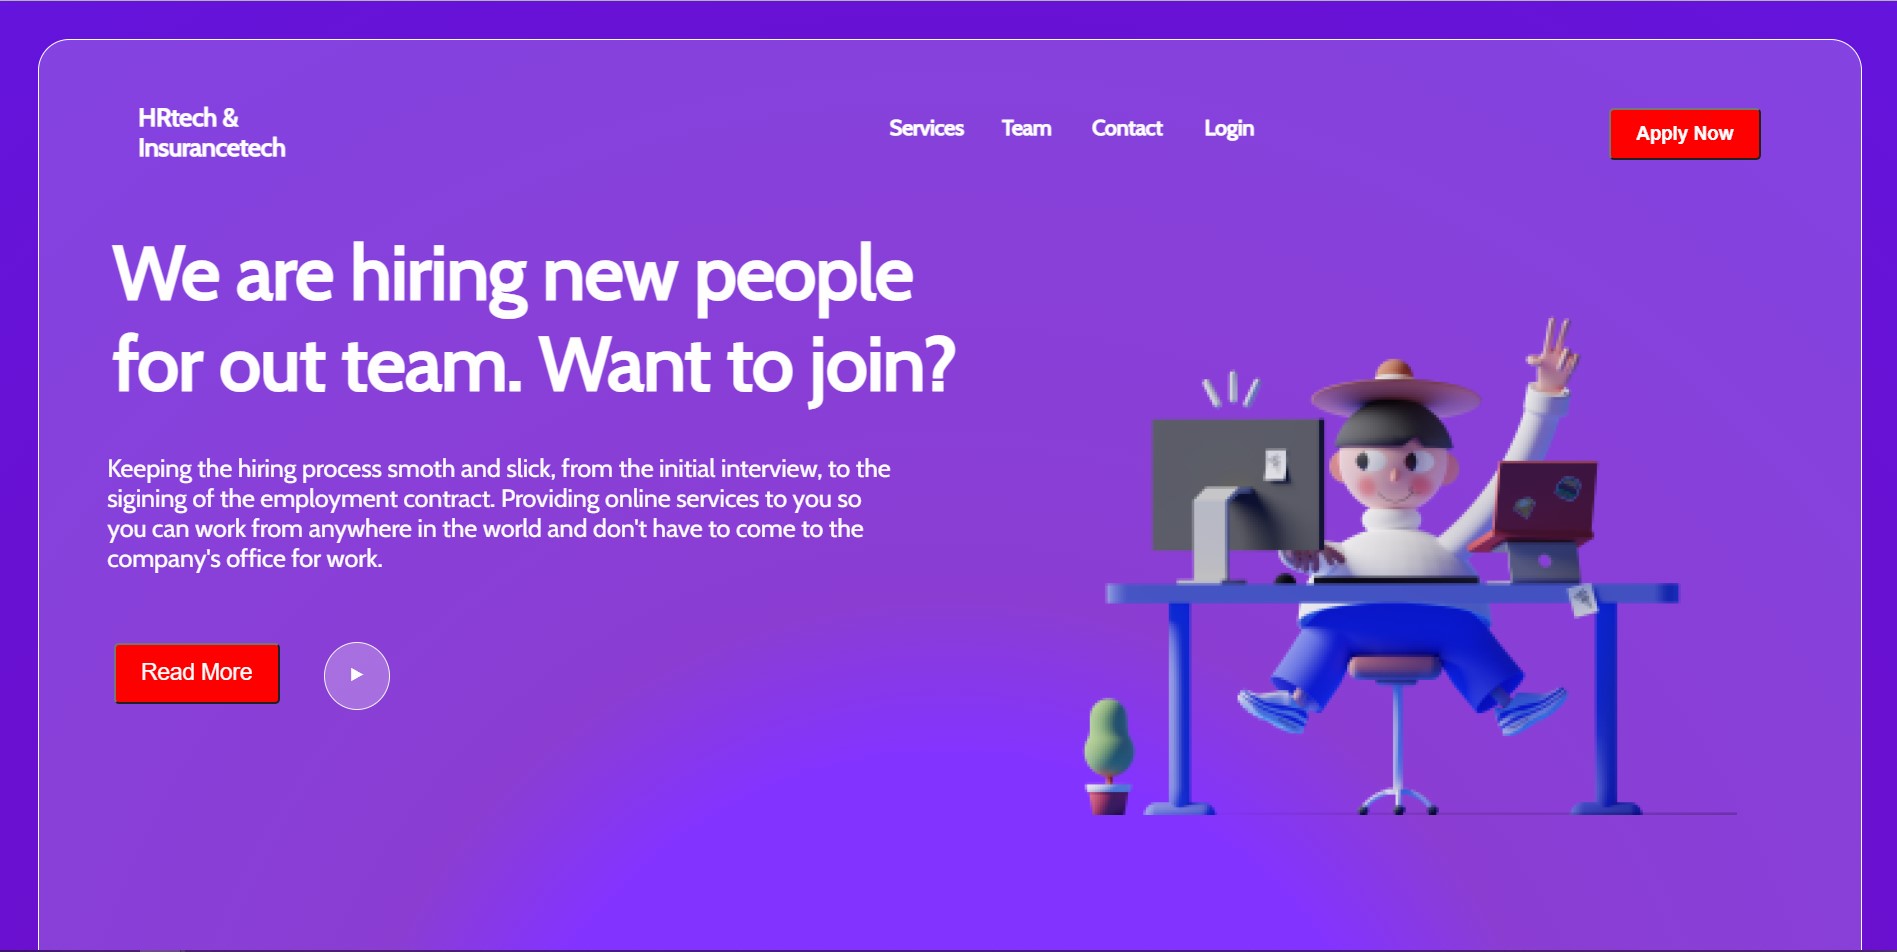 HRtech &
Insurancetech
Services Team Contact Login
Apply Now
We are hiring new people
for out team. Want to join?
Keeping the hiring process smoth and slick, from the initial interview, to the
sigining of the employment contract. Providing online services to you so
you can work from anywhere in the world and don't have to come to the
company's office for work.
Read More